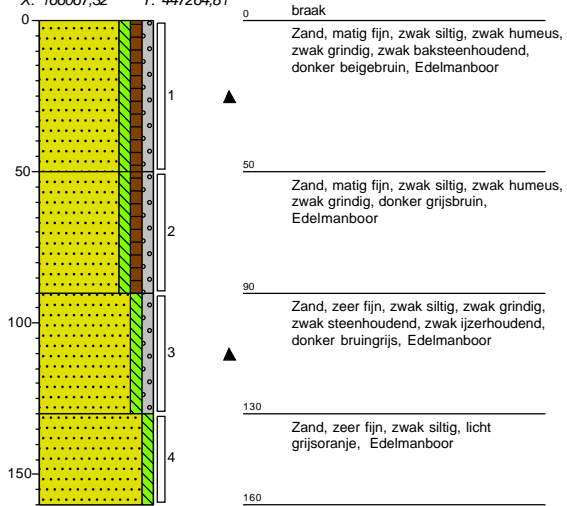 Y: 447264,81
0
0
braak
Zand, matig fijn, zwak siltig, zwak humeus,
zwak grindig, zwak baksteenhoudend,
donker beigebruin, Edelmanboor
1
50
50
Zand, matig fijn, zwak siltig, zwak humeus,
zwak grindig, donker grijsbruin,
Edelmanboor
2
90
Zand, zeer fijn, zwak siltig, zwak grindig,
zwak steenhoudend, zwak ijzerhoudend,
donker bruingrijs, Edelmanboor
100
3
130
Zand, zeer fijn, zwak siltig, licht
grijsoranje, Edelmanboor
4
150
160